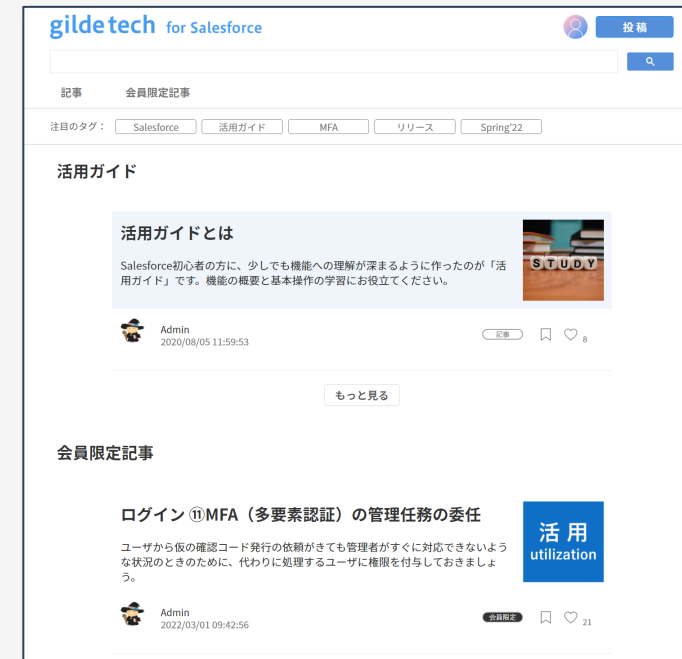 gildetech for Salesforce
投稿
記事 会員限定記事
注目のタグ： Salesforce 活用ガイド MFA リリース Spring'22
活用ガイド
活用ガイドとは
Salesforce初心者の方に、少しでも機能への理解が深まるように作ったのが「活
用ガイド」です。機能の概要と基本操作の学習にお役立てください。
STUDY
Admin
2020/08/05 11:59:53
記事 8
もっと見る
会員限定記事
ログイン ⑪MFA（多要素認証）の管理任務の委任
ユーザから仮の確認コード発行の依頼がきても管理者がすぐに対応できないよう
な状況のときのために、代わりに処理するユーザに権限を付与しておきましょ
う。
活用
utilization
Admin
2022/03/01 09:42:56
会員限定 21